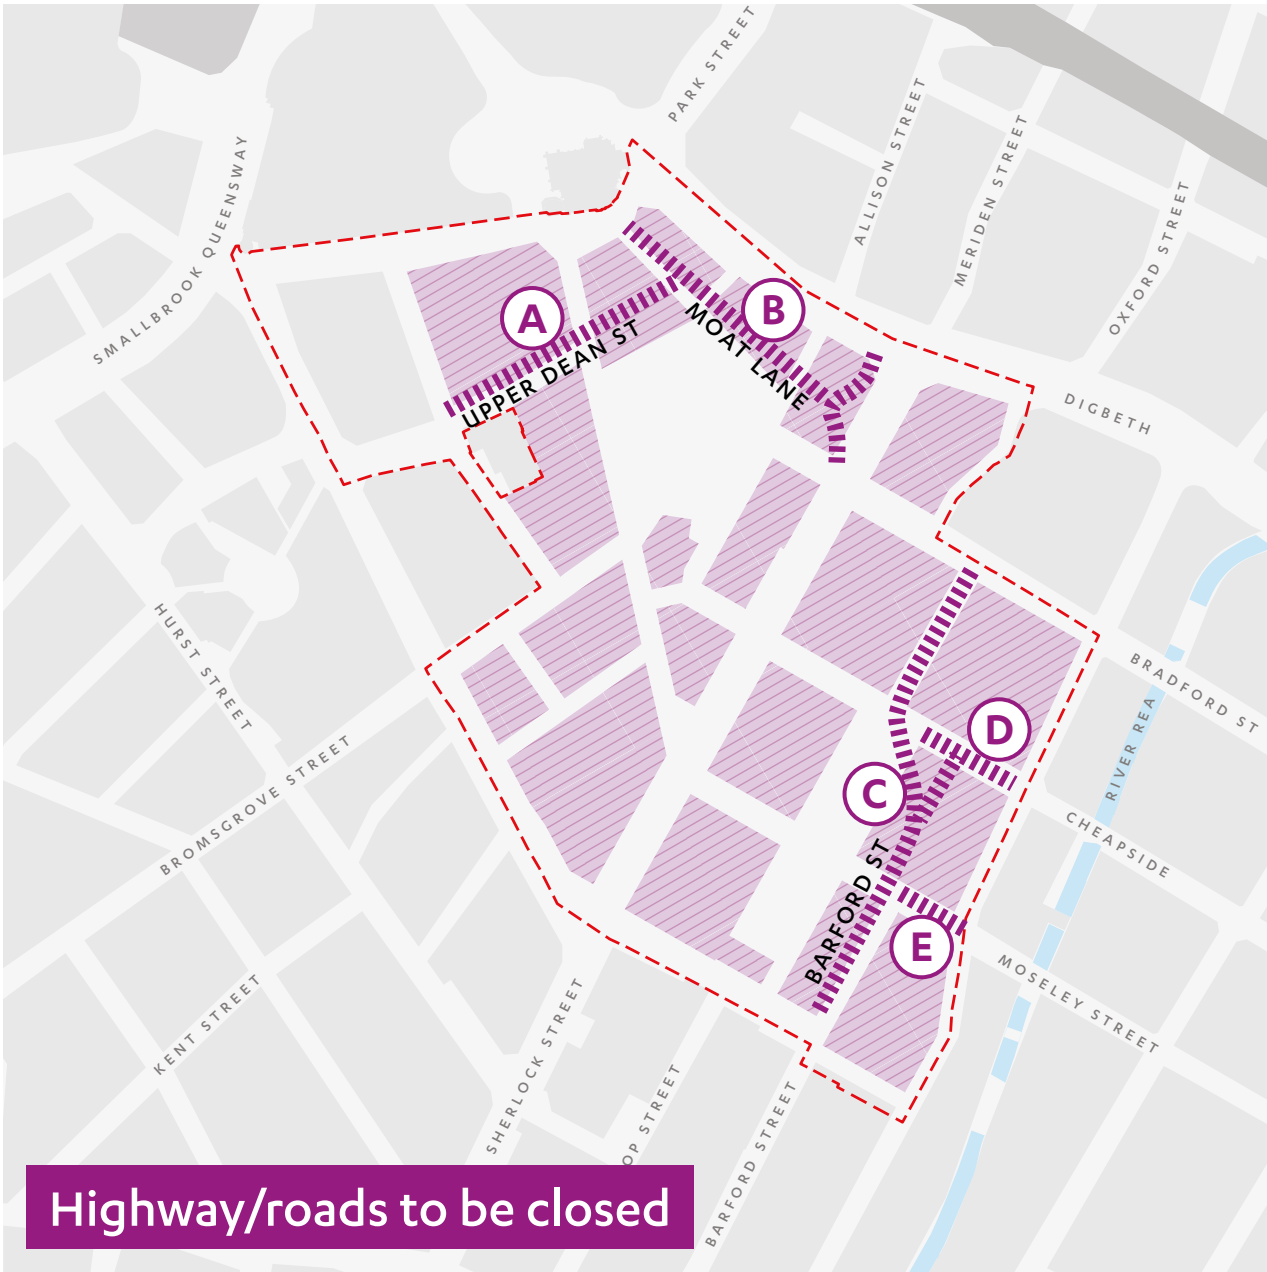 PARK STREET
ALLISON STREET
MERIDEN STREET
OXFORD STREET
SMALLBROOK QUEENSWAY
A
UPPER DEAN ST
B
MOAT LANE
DIGBETH
HURST STREET
BROMSGROVE STREET
KENT STREET
D
C
BARFORD ST
E
BRADFORD ST
RIVER REA
CHEAPSIDE
MOSELEY STREET
SHERLOCK STREET
OP STREET
BARFORD STREET
Highway/roads to be closed